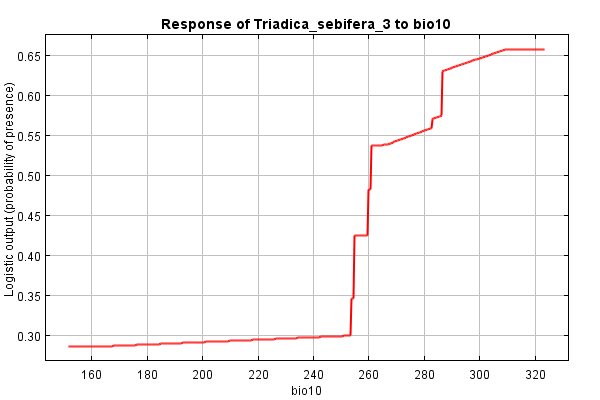 Response of Triadica_sebifera_3 to bio10
Logistic output (probability of presence)
0.65
0.60
0.55
0.50
0.45
0.40
0.35
0.30
160 180 200 220 240 260 280 300 320
bio10